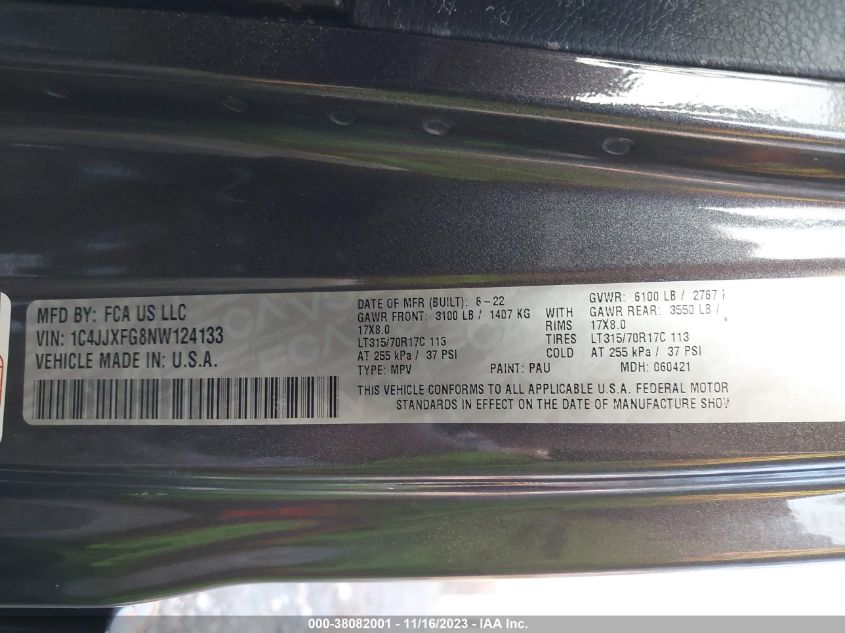 MFD BY: FCA US LLC
VIN: 1C4JJXFG8NW124133
VEHICLE MADE IN: U.S.A.
DATE OF MFR (BUILT): 6-22
GAWR FRONT: 3100 LB / 1407 KG
17X8.0
LT315/70R17C 113
AT 255 kPa / 37 PSI
TYPE: MPV
WITH
RIMS
TIRES
COLD
PAINT: PAU
GVWR: 6100 LB / 2767
GAWR REAR: 3550 LB /
17X8.0
LT315/70R17C 113
AT 255 kPa / 37 PSI
MDH: 060421
THIS VEHICLE CONFORMS TO ALL APPLICABLE U.S.A. FEDERAL MOTOR
STANDARDS IN EFFECT ON THE DATE OF MANUFACTURE SHOW
000-38082001 - 11/16/2023 - IAA Inc.